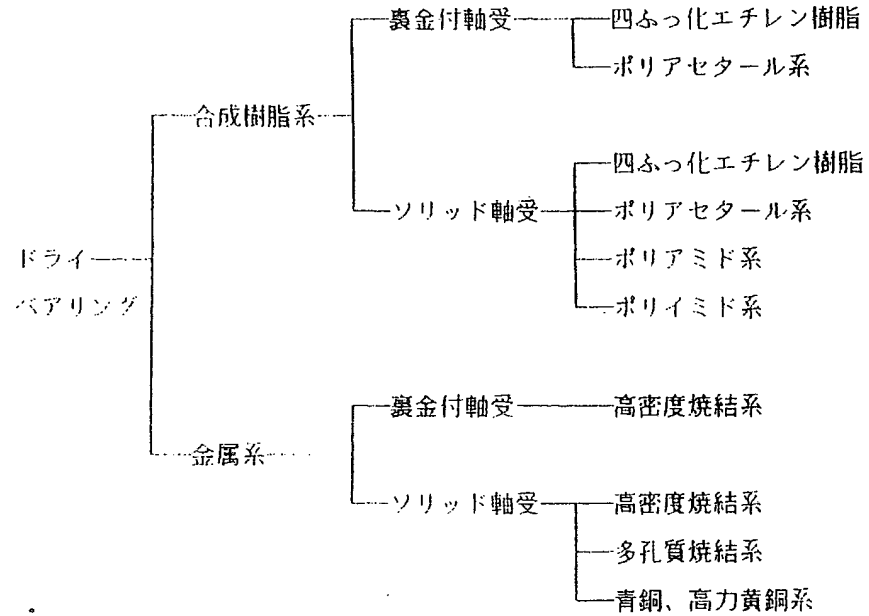 裏金付軸受
四ふっ化エチレン樹脂
ポリアセタール系
合成樹脂系
四ふっ化エチレン樹脂
ソリッド軸受
ポリアセタール系
ドライ
ポリアミド系
ベアリング
ポリイミド系
裏金付軸受
高密度焼結系
金属系
ソリッド軸受
高密度焼結系
多孔質焼結系
青銅、高力黄銅系